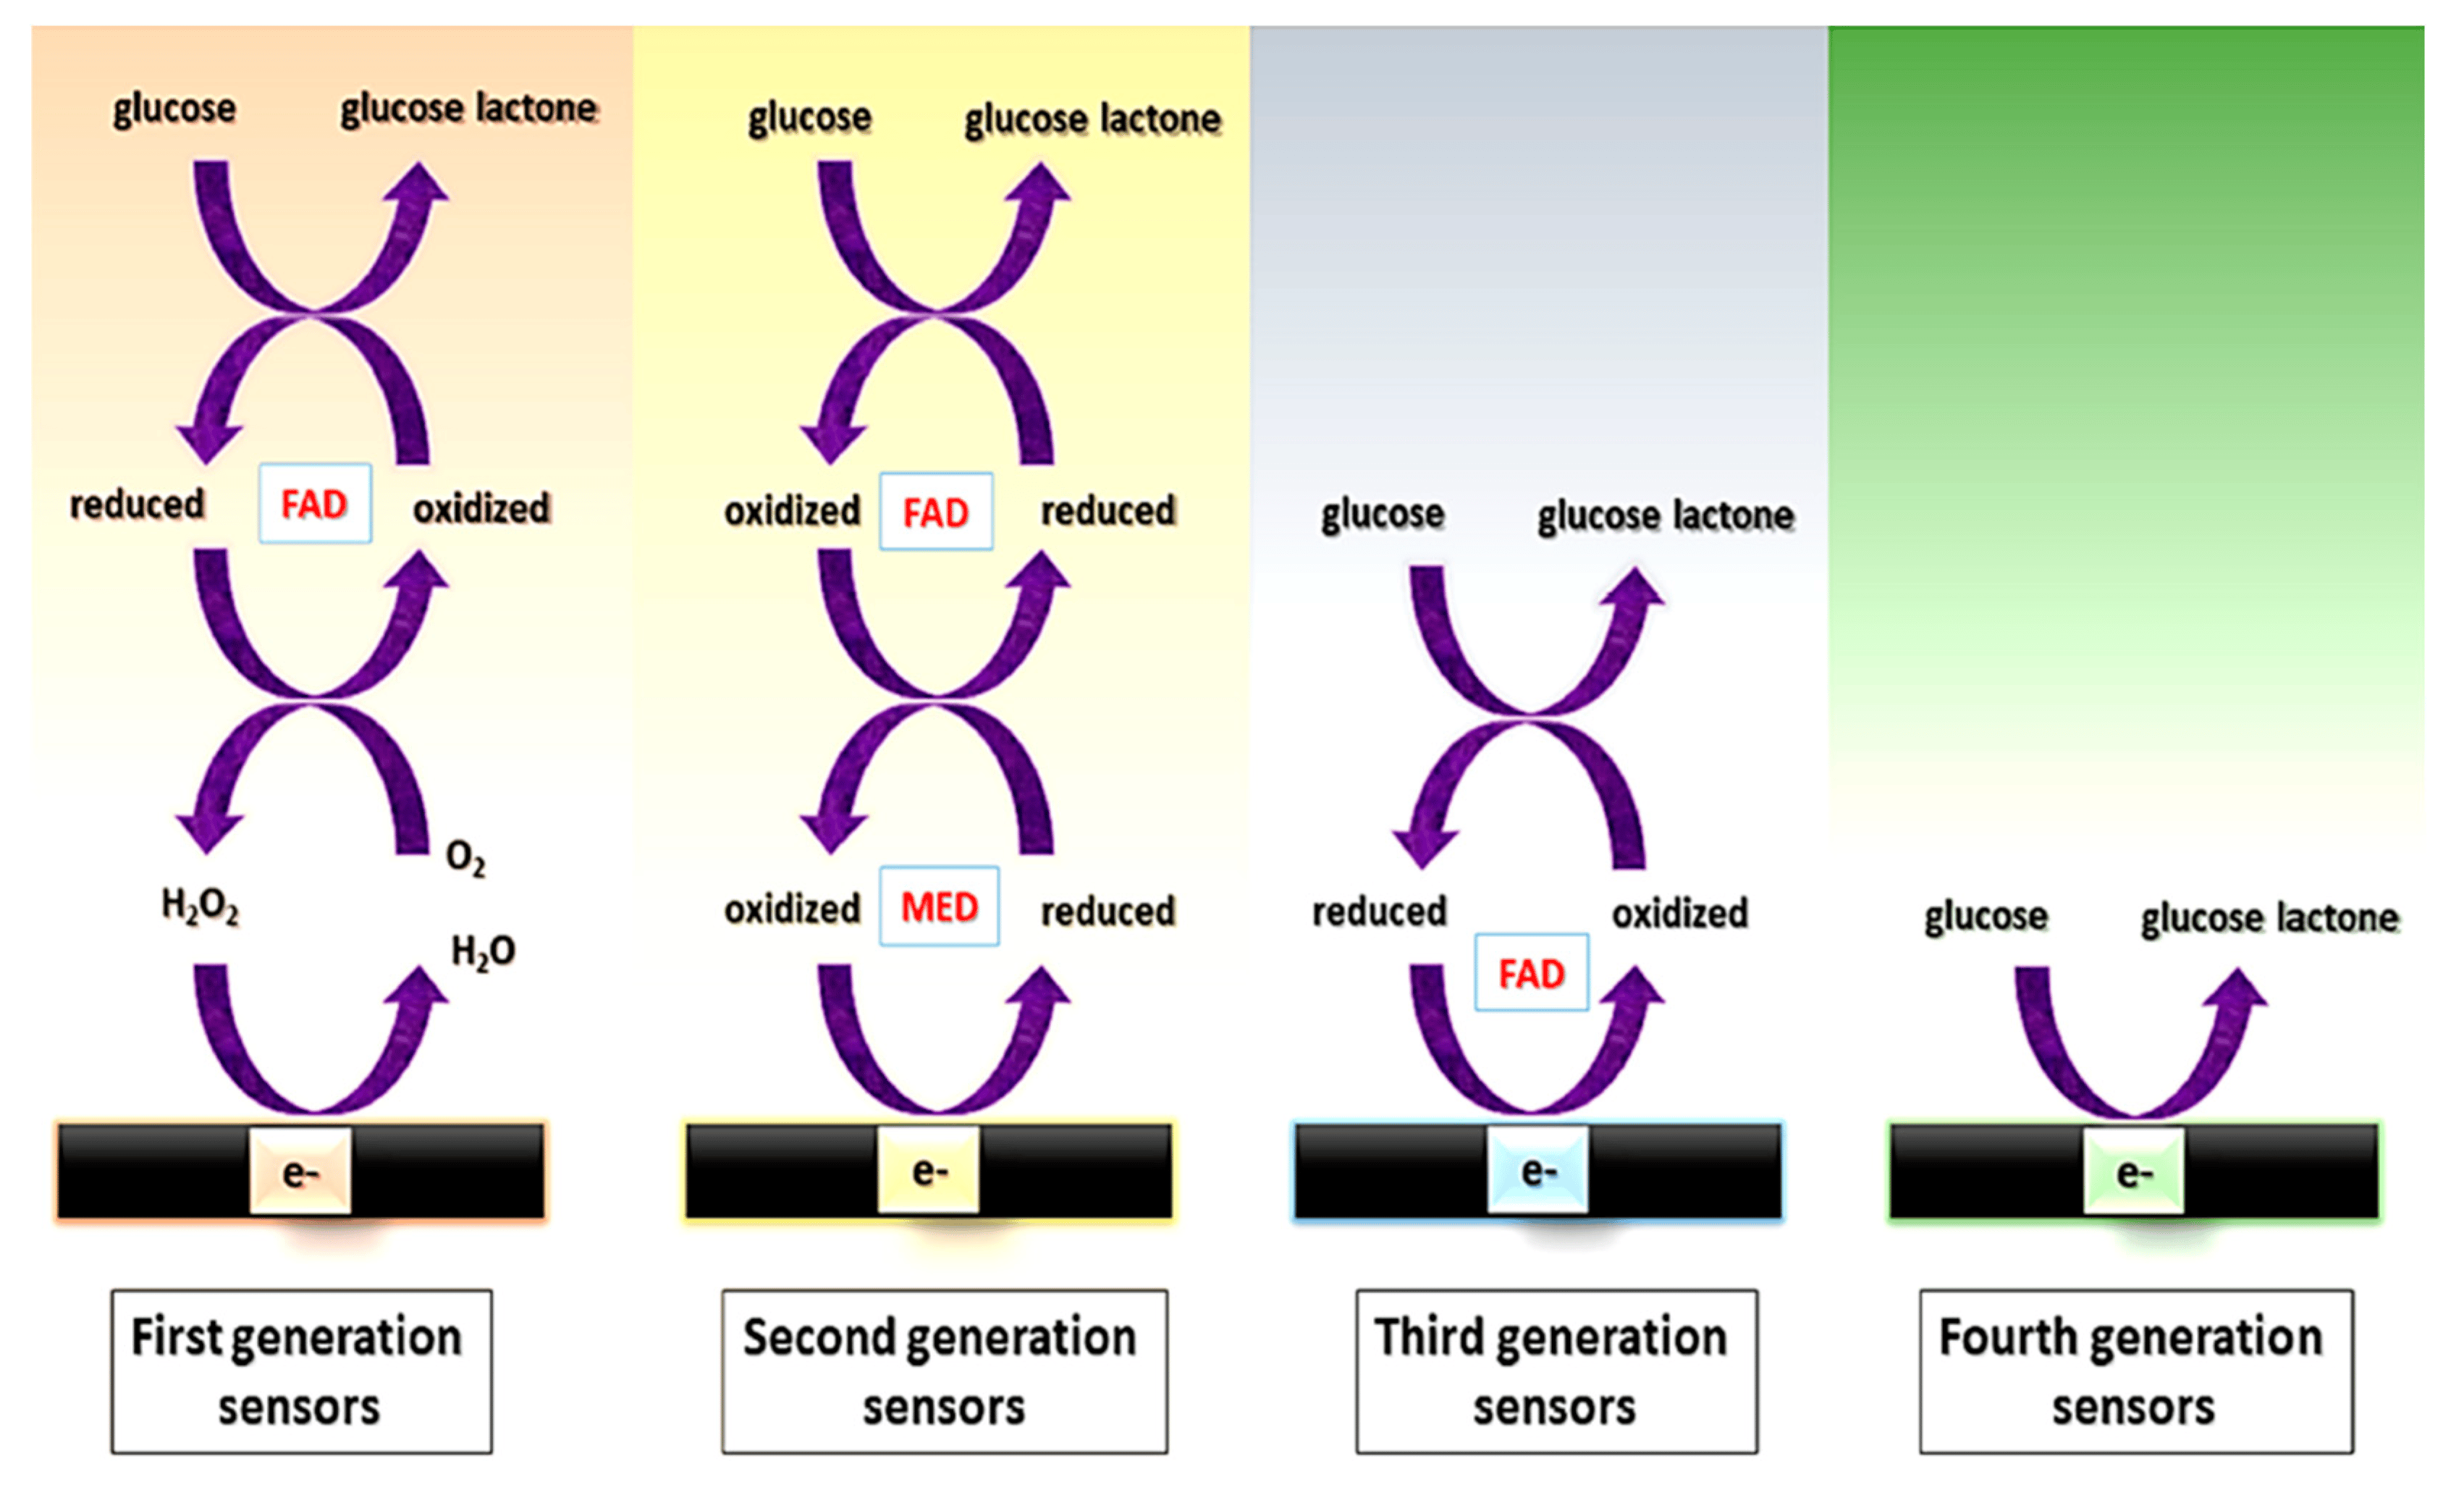 glucose
glucose lactone
reduced
FAD
oxidized
O₂
H₂O₂
H₂O
e-
First generation
sensors
glucose
glucose lactone
oxidized
FAD
reduced
oxidized
MED
reduced
e-
Second generation
sensors
glucose
glucose lactone
reduced
oxidized
FAD
e-
Third generation
sensors
glucose
glucose lactone
e-
Fourth generation
sensors